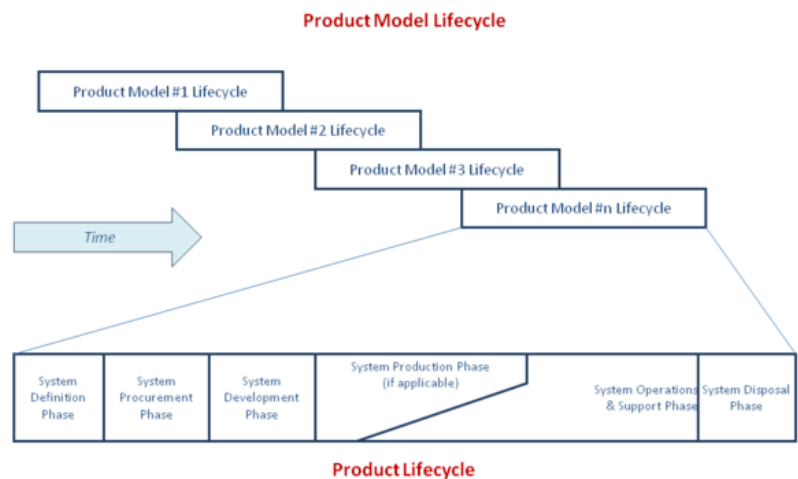 Product Model Lifecycle
Product Model #1 Lifecycle
Product Model #2 Lifecycle
Product Model #3 Lifecycle
Product Model #n Lifecycle
Time
System
Definition
Phase
System
Procurement
Phase
System
Development
Phase
System Production Phase
(if applicable)
System Operations
& Support Phase
System Disposal
Phase
Product Lifecycle